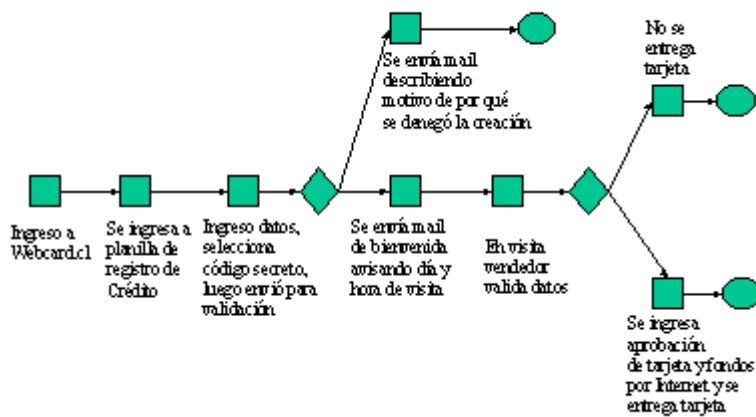 Se envía mail
describiendo
motivo de por qué
se denegó la creación
No se
entrega
tarjeta
Ingreso a
Webcard.cl
Se ingresa a
planilla de
registro de
Crédito
Ingreso datos,
selecciona
código secreto,
luego envió para
validación
Se envía mail
de bienvenida
avisando día y
hora de visita
En visita
vendedor
valida datos
Se ingresa
aprobación
de tarjeta y fondos
por Internet y se
entrega tarjeta